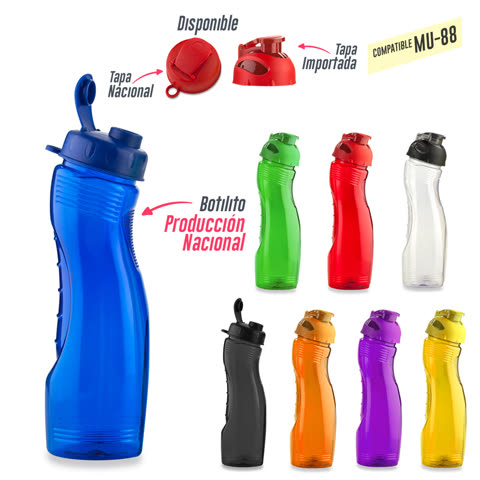 Disponible
Tapa
Nacional
Tapa
Importada
COMPATIBLE MU-88
Botilito
Producción
Nacional